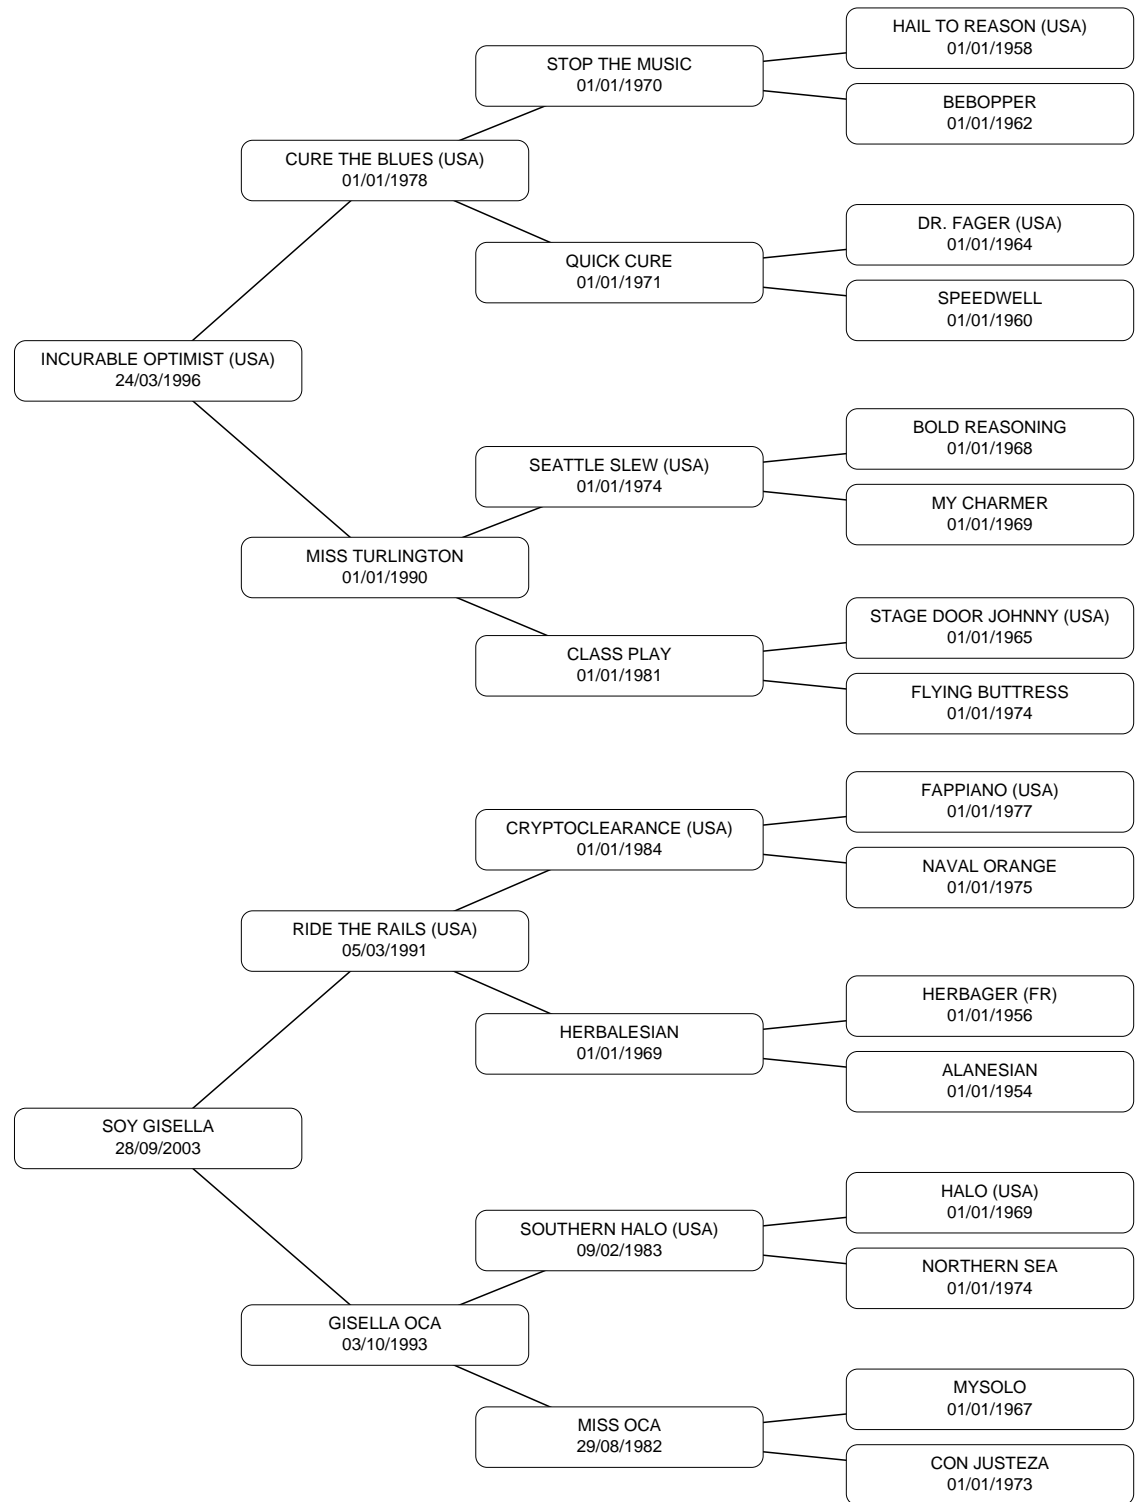 HAIL TO REASON (USA)
01/01/1958
STOP THE MUSIC
01/01/1970
BEBOPPER
01/01/1962
CURE THE BLUES (USA)
01/01/1978
DR. FAGER (USA)
01/01/1964
QUICK CURE
01/01/1971
SPEEDWELL
01/01/1960
INCURABLE OPTIMIST (USA)
24/03/1996
BOLD REASONING
01/01/1968
SEATTLE SLEW (USA)
01/01/1974
MY CHARMER
01/01/1969
MISS TURLINGTON
01/01/1990
STAGE DOOR JOHNNY (USA)
01/01/1965
CLASS PLAY
01/01/1981
FLYING BUTTRESS
01/01/1974
FAPPIANO (USA)
01/01/1977
CRYPTOCLEARANCE (USA)
01/01/1984
NAVAL ORANGE
01/01/1975
RIDE THE RAILS (USA)
05/03/1991
HERBAGER (FR)
01/01/1956
HERBALESIAN
01/01/1969
ALANESIAN
01/01/1954
SOY GISELLA
28/09/2003
HALO (USA)
01/01/1969
SOUTHERN HALO (USA)
09/02/1983
NORTHERN SEA
01/01/1974
GISELLA OCA
03/10/1993
MYSOLO
01/01/1967
MISS OCA
29/08/1982
CON JUSTEZA
01/01/1973